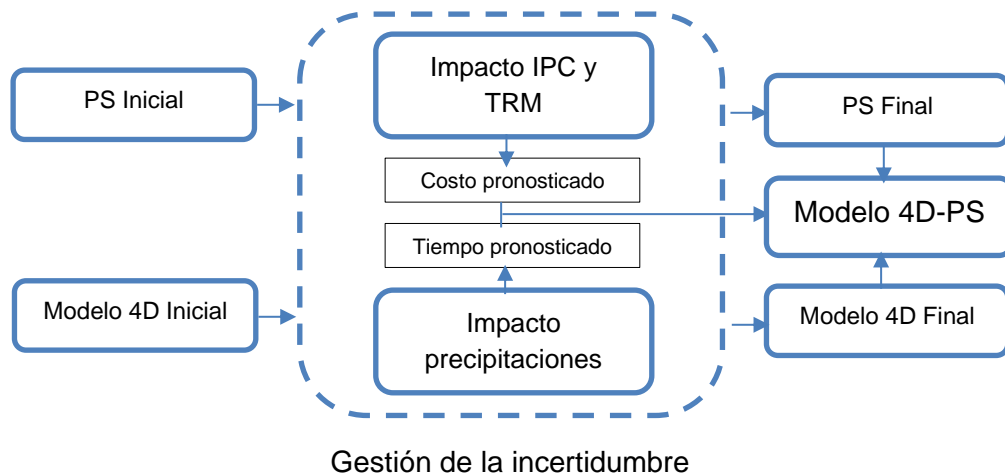 PS Inicial
Modelo 4D Inicial
Impacto IPC y
TRM
Costo pronosticado
Tiempo pronosticado
Impacto
precipitaciones
PS Final
Modelo 4D-PS
Modelo 4D Final
Gestión de la incertidumbre